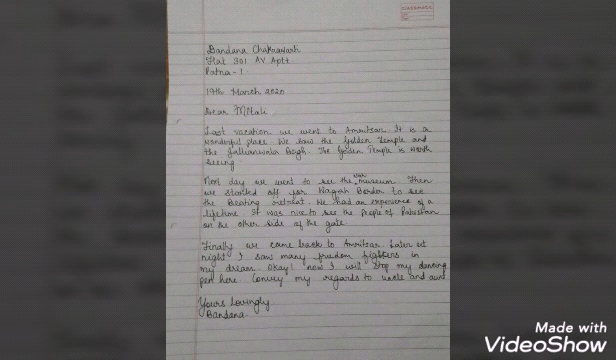 CLASSMATE
Bandana Chakravarti
Flat 301 AV Aptt
Patna-1
19th March 2020
Dear Mitali
Last vacation we went to Amritsar. It is a
wonderful place. We saw the Golden Temple and
the Jallianwala Bagh. The Golden Temple is worth
seeing
Next day we went to see the war museum. Then
we started off for Wagah Border to see
the Beating retreat. We had an experience of a
lifetime. It was nice to see the people of Pakistan
on the other side of the gate
Finally we came back to Amritsar. Later at
night I saw many freedom fighters in
my dream. Okay! now I will stop my dancing
pen here. Convey my regards to uncle and aunt
Yours Lovingly
Bandana.
Made with
VideoShow